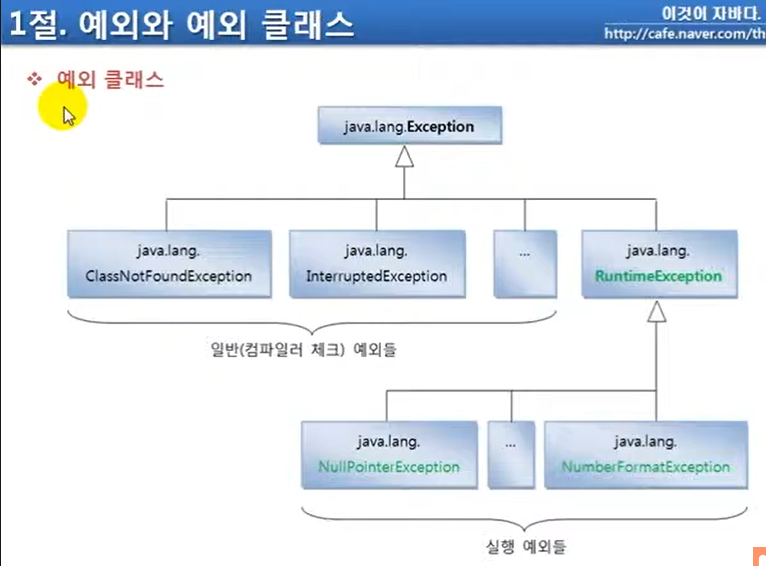 1절. 예외와 예외 클래스
이것이 자바다.
http://cafe.naver.com/th
❖ 예외 클래스
java.lang.Exception
java.lang.
ClassNotFoundException
java.lang.
InterruptedException
...
java.lang.
RuntimeException
일반(컴파일러 체크) 예외들
java.lang.
NullPointerException
...
java.lang.
NumberFormatException
실행 예외들